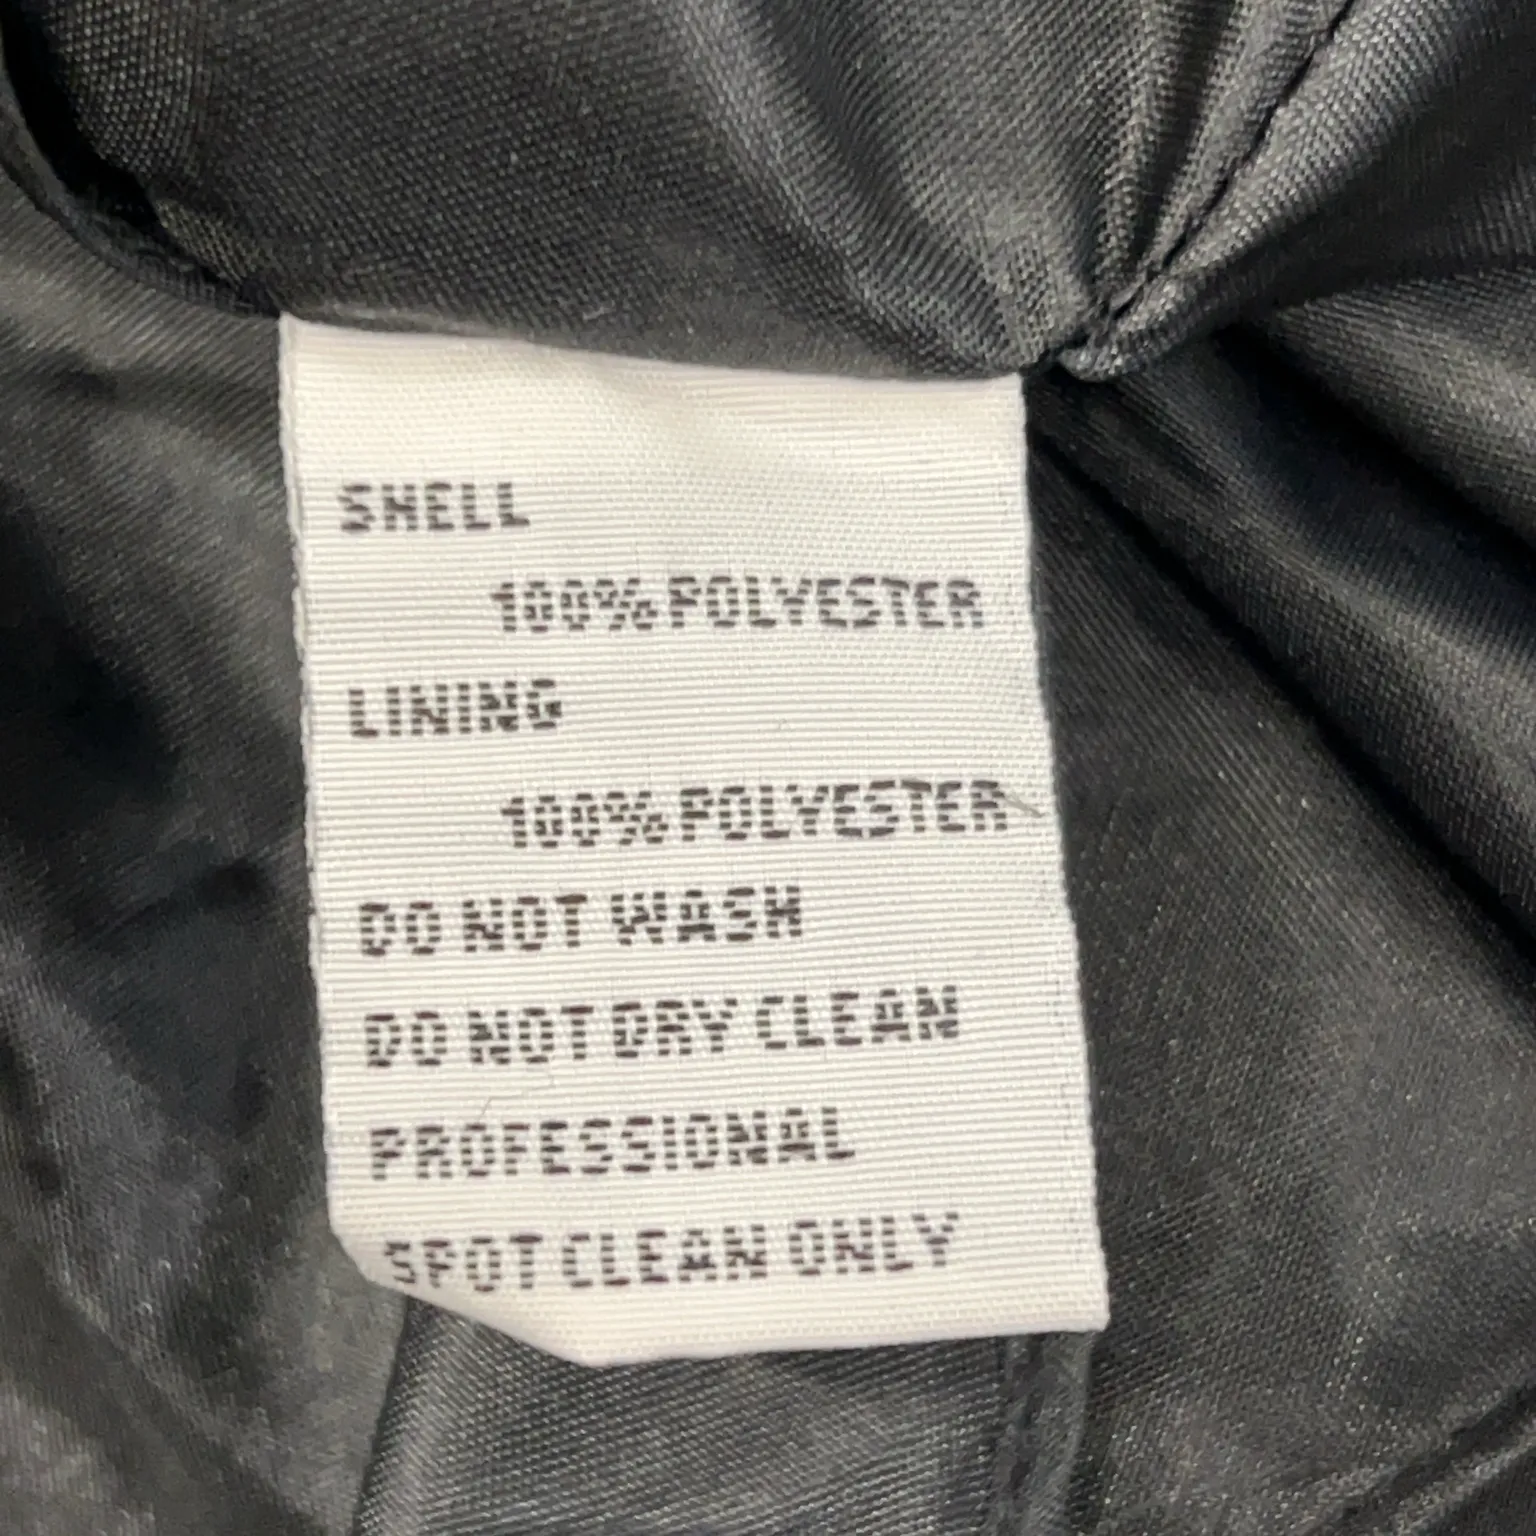 SHELL
100% POLYESTER
LINING
100% POLYESTER
DO NOT WASH
DO NOT DRY CLEAN
PROFESSIONAL
SPOT CLEAN ONLY